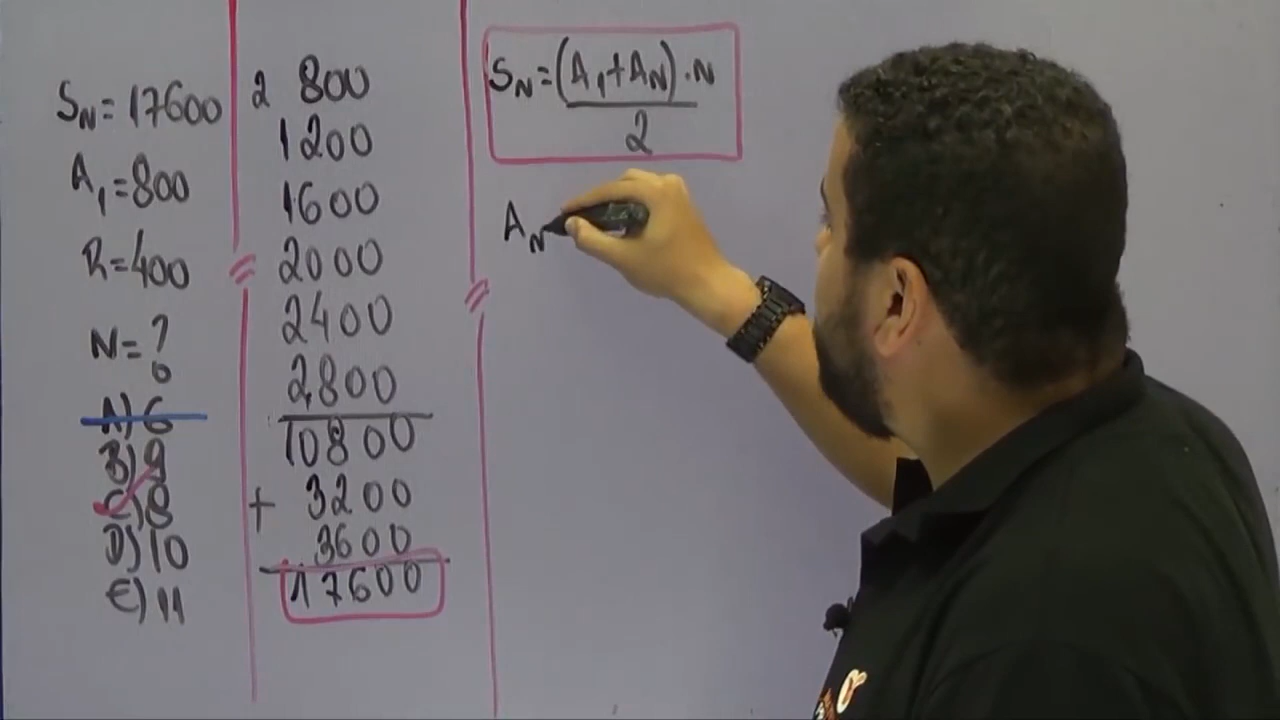 SN = 17600
A1 = 800
R = 400
N = ?
A) 6
B) 9
C) 8
D) 10
E) 11
2 800
1200
1600
2000
2400
2800
10800
+ 3200
3600
17600
SN = (A1 + AN) . N
2
AN